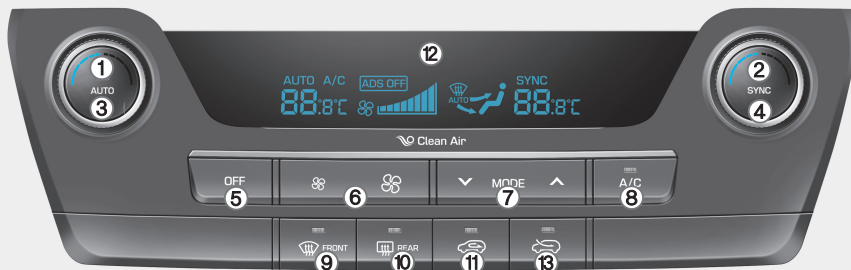 ⑫
① ②
AUTO A/C ADS OFF SYNC
AUTO SYNC
88.8°C AUTO 88.8°C
③ ④
Clean Air
OFF MODE A/C
⑤ ⑥ ⑦ ⑧
FRONT REAR
⑨ ⑩ ⑪ ⑬